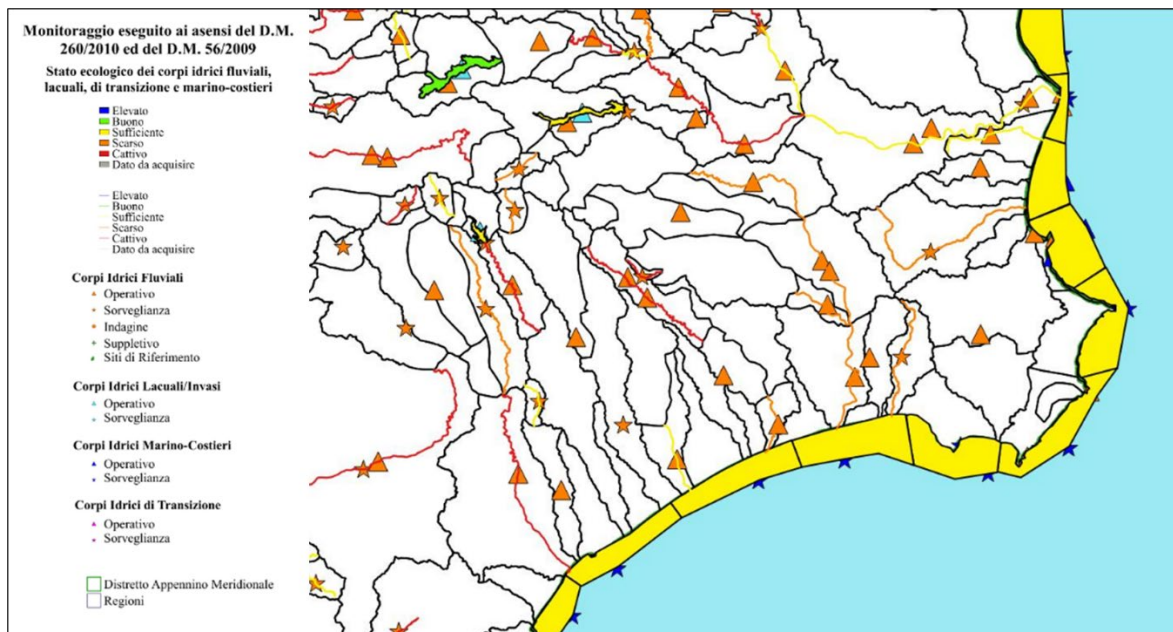 Monitoraggio eseguito ai asensi del D.M.
260/2010 ed del D.M. 56/2009
Stato ecologico dei corpi idrici fluviali,
lacuali, di transizione e marino-costieri
Elevato
Buono
Sufficiente
Scarso
Cattivo
Dato da acquisire
Elevato
Buono
Sufficiente
Scarso
Cattivo
Dato da acquisire
Corpi Idrici Fluviali
Operativo
Sorveglianza
Indagine
Suppletivo
Siti di Riferimento
Corpi Idrici Lacuali/Invasi
Operativo
Sorveglianza
Corpi Idrici Marino-Costieri
Operativo
Sorveglianza
Corpi Idrici di Transizione
Operativo
Sorveglianza
Distretto Appennino Meridionale
Regioni